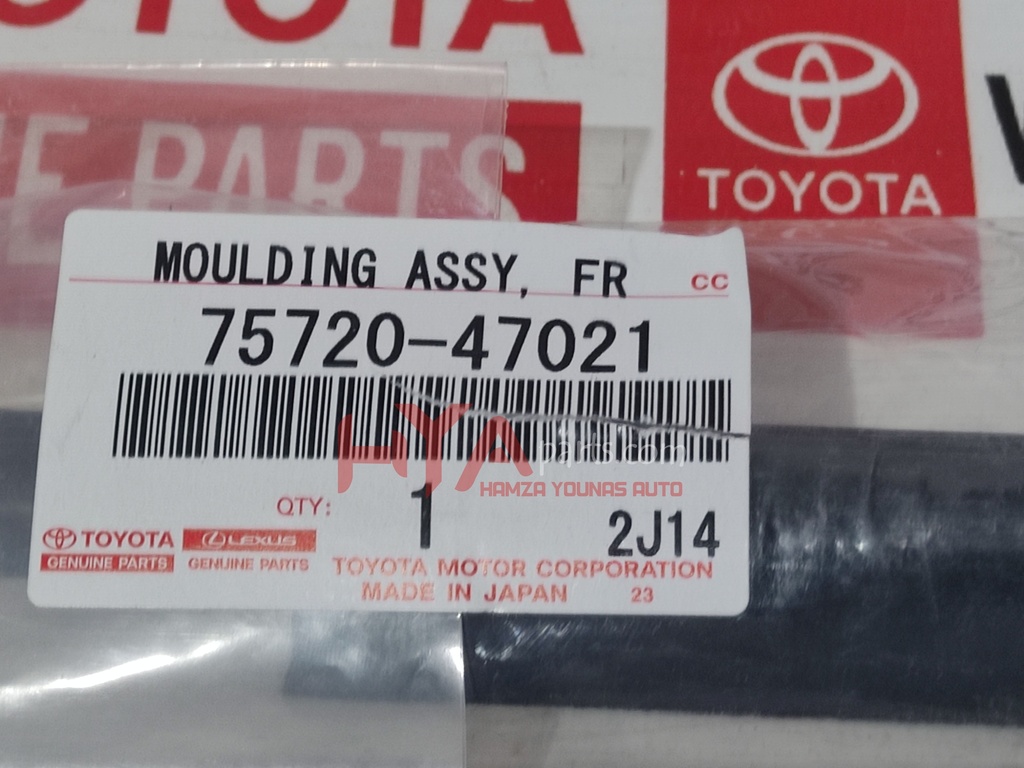 TOYOTA
PARTS
TOYOTA
MOULDING ASSY, FR CC
75720-47021
HYAparts.com
HAMZA YOUNAS AUTO
QTY: 1 2J14
TOYOTA LEXUS
GENUINE PARTS GENUINE PARTS
TOYOTA MOTOR CORPORATION
MADE IN JAPAN 23